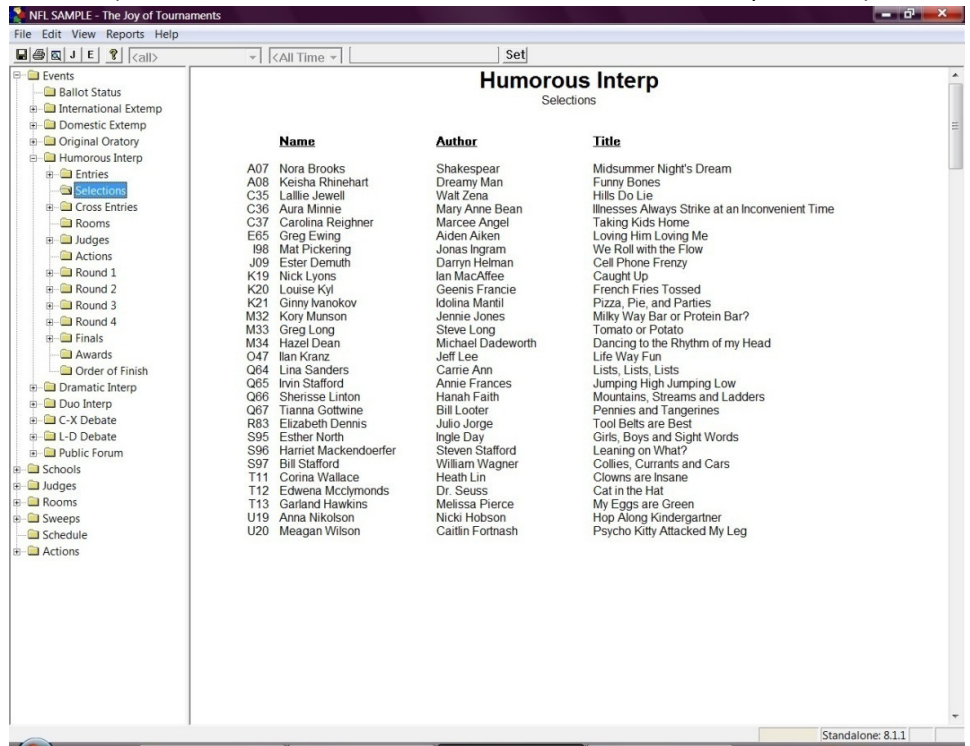 NFL SAMPLE - The Joy of Tournaments
File Edit View Reports Help
J E ? <call> <All Time Set
Events
Ballot Status
International Extemp
Domestic Extemp
Original Oratory
Humorous Interp
Entries
Selections
Cross Entries
Rooms
Judges
Actions
Round 1
Round 2
Round 3
Round 4
Finals
Awards
Order of Finish
Dramatic Interp
Duo Interp
C-X Debate
L-D Debate
Public Forum
Schools
Judges
Rooms
Sweeps
Schedule
Actions
Humorous Interp
Selections
Name Author Title
A07 Nora Brooks Shakespear Midsummer Night's Dream
A08 Keisha Rhinehart Dreamy Man Funny Bones
C35 Lalllie Jewell Walt Zena Hills Do Lie
C36 Aura Minnie Mary Anne Bean Illnesses Always Strike at an Inconvenient Time
C37 Carolina Reighner Marcee Angel Taking Kids Home
E65 Greg Ewing Aiden Aiken Loving Him Loving Me
I98 Mat Pickering Jonas Ingram We Roll with the Flow
J09 Ester Demuth Darryn Helman Cell Phone Frenzy
K19 Nick Lyons Ian MacAffee Caught Up
K20 Louise Kyl Geenis Francie French Fries Tossed
K21 Ginny Ivanokov Idolina Mantil Pizza, Pie, and Parties
M32 Kory Munson Jennie Jones Milky Way Bar or Protein Bar?
M33 Greg Long Steve Long Tomato or Potato
M34 Hazel Dean Michael Dadeworth Dancing to the Rhythm of my Head
O47 Ilan Kranz Jeff Lee Life Way Fun
Q64 Lina Sanders Carrie Ann Lists, Lists, Lists
Q65 Irvin Stafford Annie Frances Jumping High Jumping Low
Q66 Sherisse Linton Hanah Faith Mountains, Streams and Ladders
Q67 Tianna Gottwine Bill Looter Pennies and Tangerines
R83 Elizabeth Dennis Julio Jorge Tool Belts are Best
S95 Esther North Ingle Day Girls, Boys and Sight Words
S96 Harriet Mackendoerfer Steven Stafford Leaning on What?
S97 Bill Stafford William Wagner Collies, Currants and Cars
T11 Corina Wallace Heath Lin Clowns are Insane
T12 Edwena Mcclymonds Dr. Seuss Cat in the Hat
T13 Garland Hawkins Melissa Pierce My Eggs are Green
U19 Anna Nikolson Nicki Hobson Hop Along Kindergartner
U20 Meagan Wilson Caitlin Fortnash Psycho Kitty Attacked My Leg
Standalone: 8.1.1